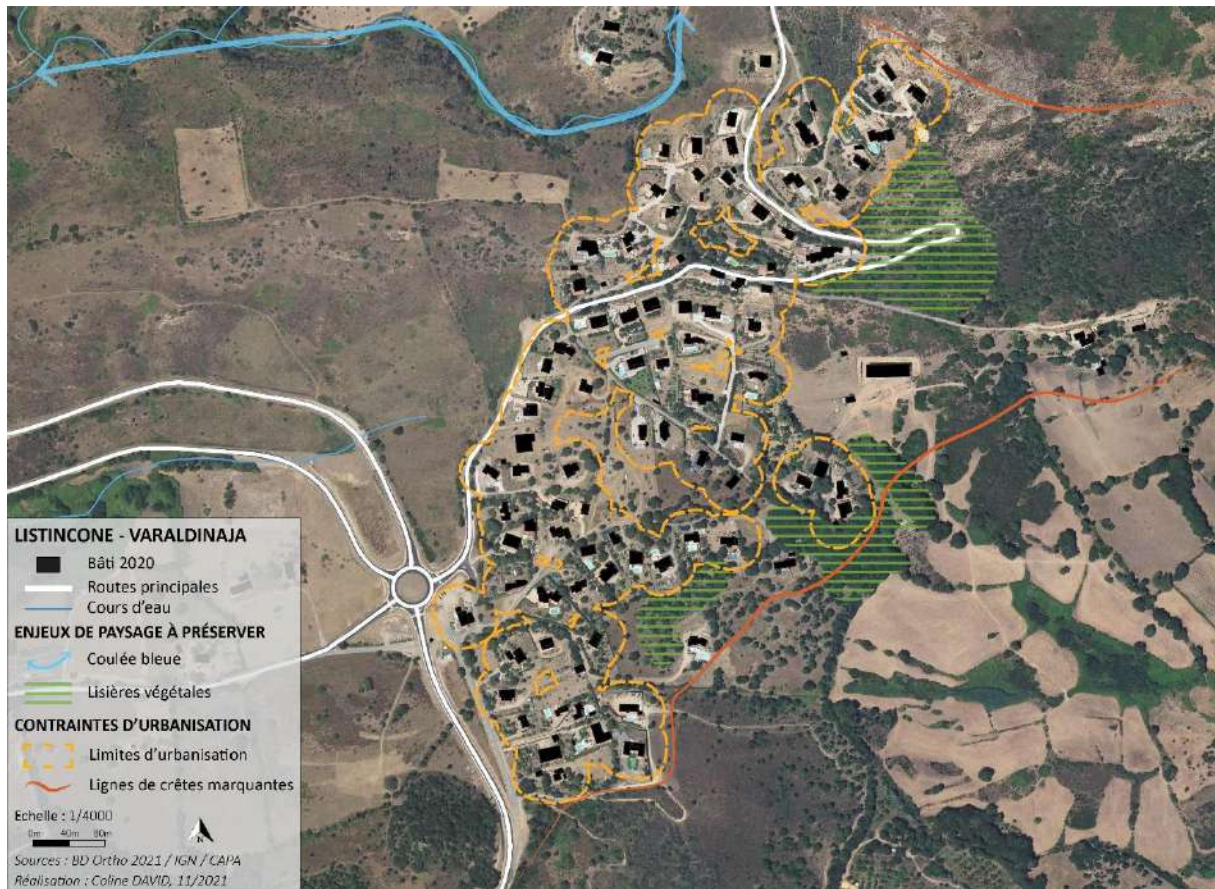 LISTINCONE - VARALDINAJA
Bâti 2020
Routes principales
Cours d'eau
ENJEUX DE PAYSAGE À PRÉSERVER
Coulée bleue
Lisières végétales
CONTRAINTES D'URBANISATION
Limites d'urbanisation
Lignes de crêtes marquantes
Echelle : 1/4000
0m 40m 80m
N
Sources : BD Ortho 2021 / IGN / CAPA
Réalisation : Coline DAVID, 11/2021